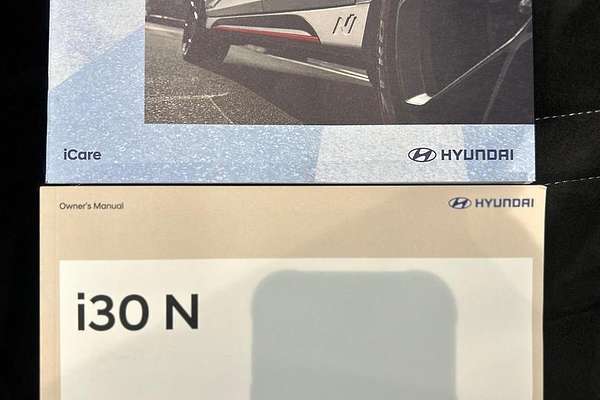 N
iCare
HYUNDAI
Owner's Manual
HYUNDAI
i30 N